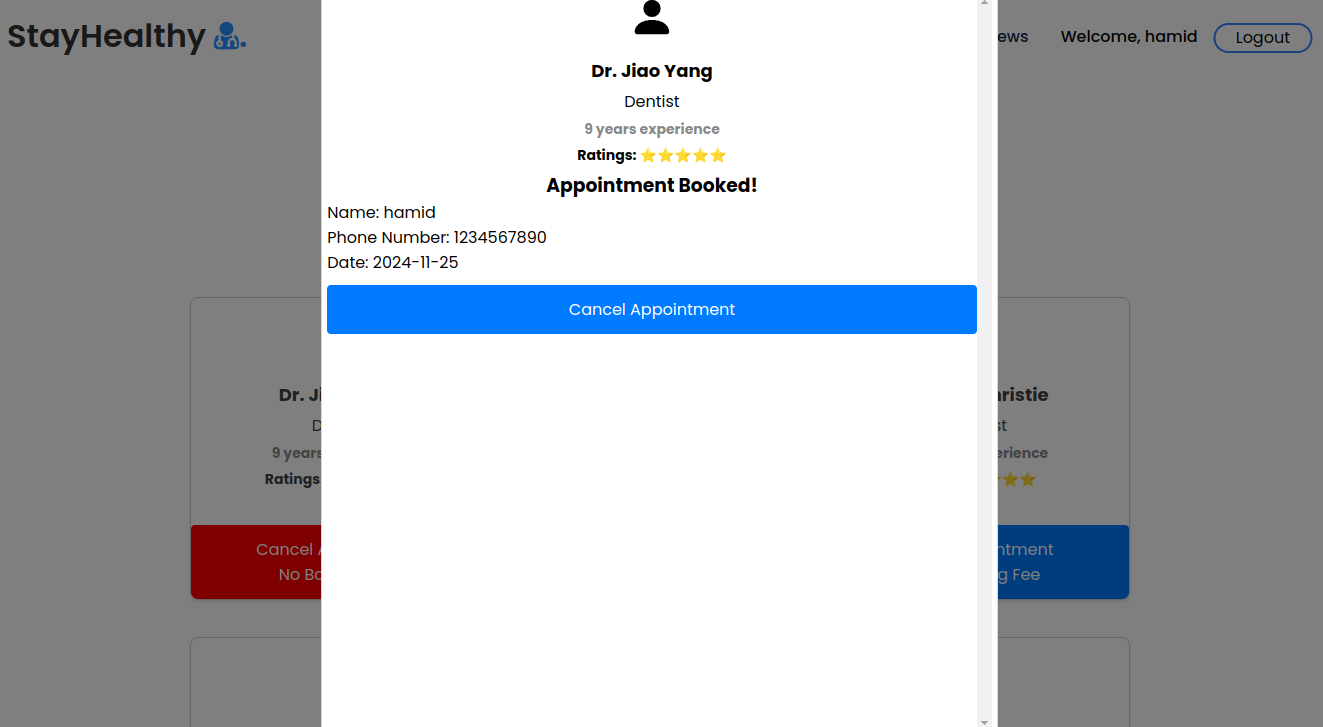 StayHealthy
ews
Welcome, hamid
Logout
Dr. Jiao Yang
Dentist
9 years experience
Ratings: ⭐⭐⭐⭐⭐
Appointment Booked!
Name: hamid
Phone Number: 1234567890
Date: 2024-11-25
Cancel Appointment
Dr. Ji
D
9 years
Ratings:
Cancel A
No Bo
hristie
st
erience
ntment
g Fee